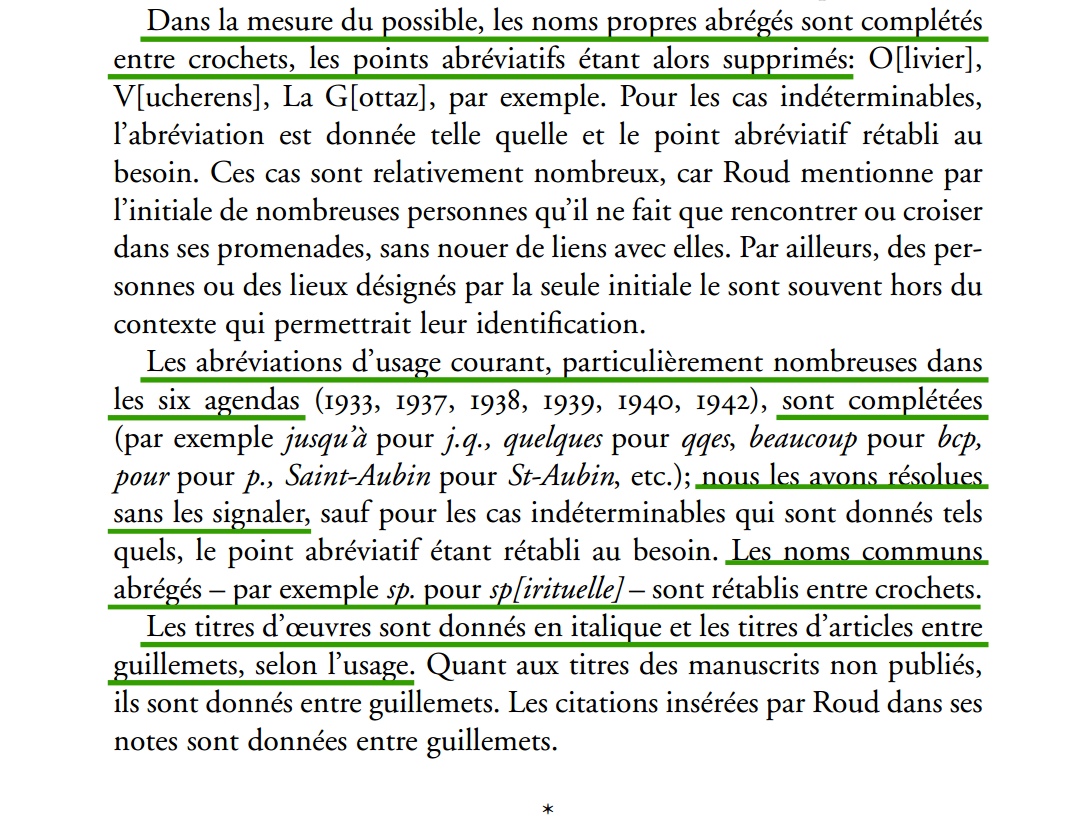 Dans la mesure du possible, les noms propres abrégés sont complétés
entre crochets, les points abréviatifs étant alors supprimés: O[livier],
V[ucherens], La G[ottaz], par exemple. Pour les cas indéterminables,
l’abréviation est donnée telle quelle et le point abréviatif rétabli au
besoin. Ces cas sont relativement nombreux, car Roud mentionne par
l’initiale de nombreuses personnes qu’il ne fait que rencontrer ou croiser
dans ses promenades, sans nouer de liens avec elles. Par ailleurs, des per-
sonnes ou des lieux désignés par la seule initiale le sont souvent hors du
contexte qui permettrait leur identification.
Les abréviations d’usage courant, particulièrement nombreuses dans
les six agendas (1933, 1937, 1938, 1939, 1940, 1942), sont complétées
(par exemple jusqu’à pour j.q., quelques pour qqes, beaucoup pour bcp,
pour pour p., Saint-Aubin pour St-Aubin, etc.); nous les avons résolues
sans les signaler, sauf pour les cas indéterminables qui sont donnés tels
quels, le point abréviatif étant rétabli au besoin. Les noms communs
abrégés – par exemple sp. pour sp[irituelle] – sont rétablis entre crochets.
Les titres d’œuvres sont donnés en italique et les titres d’articles entre
guillemets, selon l’usage. Quant aux titres des manuscrits non publiés,
ils sont donnés entre guillemets. Les citations insérées par Roud dans ses
notes sont données entre guillemets.
*